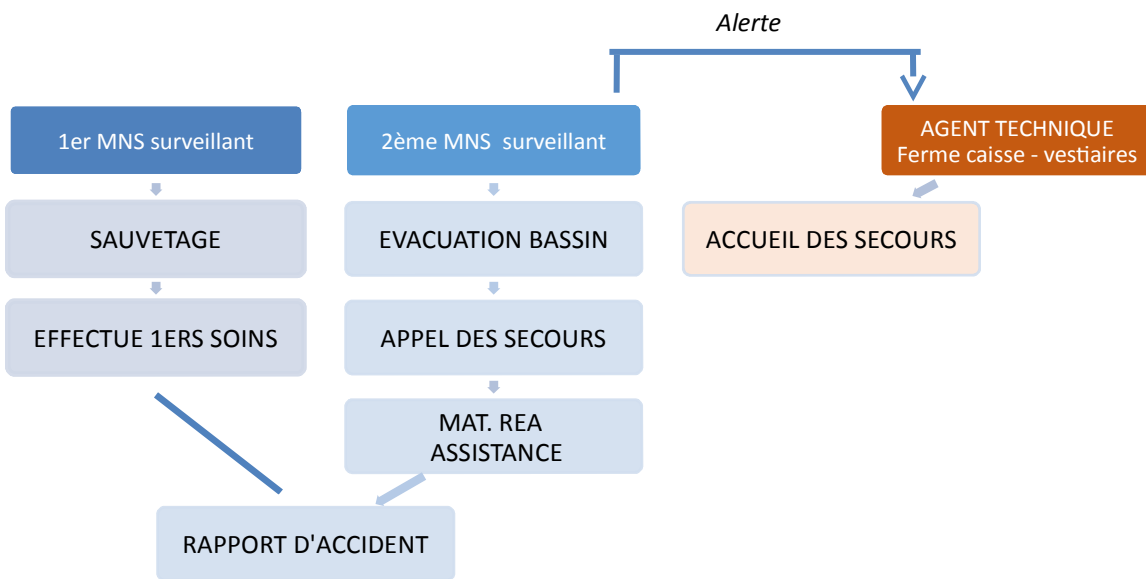 Alerte
1er MNS surveillant
2ème MNS surveillant
AGENT TECHNIQUE
Ferme caisse - vestiaires
SAUVETAGE
EVACUATION BASSIN
ACCUEIL DES SECOURS
EFFECTUE 1ERS SOINS
APPEL DES SECOURS
MAT. REA
ASSISTANCE
RAPPORT D'ACCIDENT